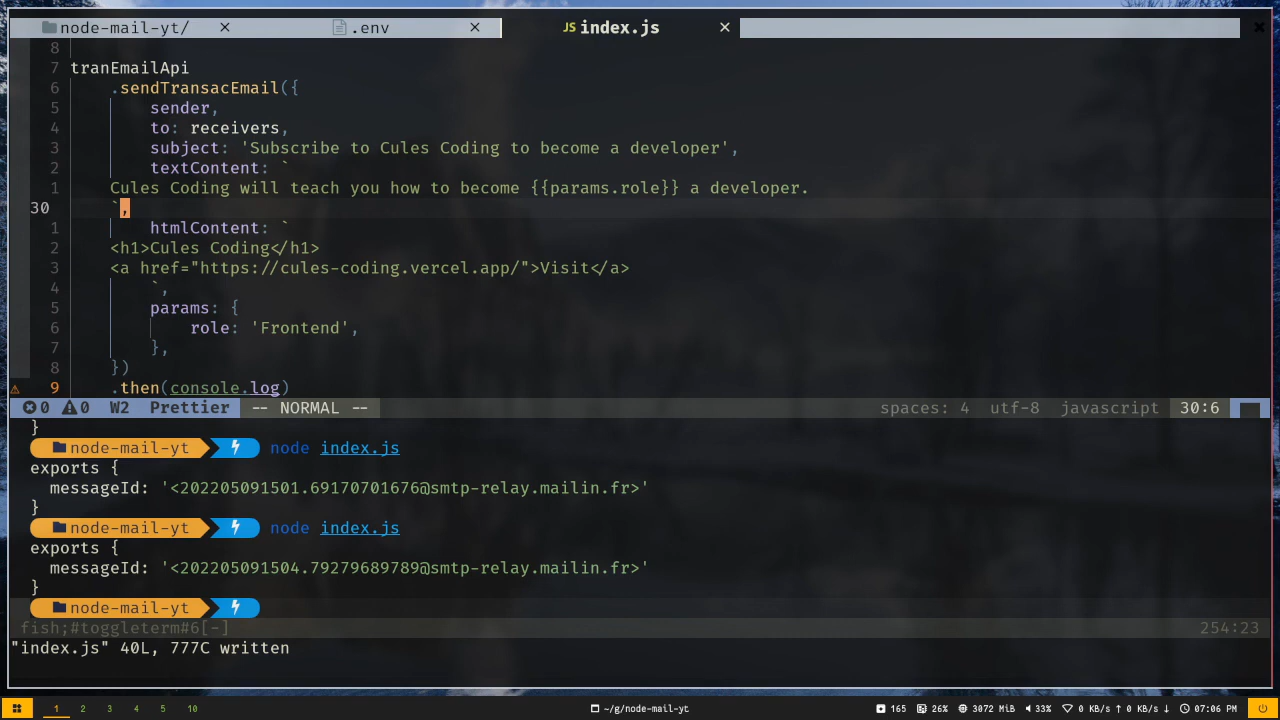 node-mail-yt/ × .env × JS index.js × ×
8
7 tranEmailApi
6 .sendTransacEmail({
5 sender,
4 to: receivers,
3 subject: 'Subscribe to Cules Coding to become a developer',
2 textContent: `
1 Cules Coding will teach you how to become {{params.role}} a developer.
30 `,
1 htmlContent: `
2 <h1>Cules Coding</h1>
3 <a href="https://cules-coding.vercel.app/">Visit</a>
4 `,
5 params: {
6 role: 'Frontend',
7 },
8 })
9 .then(console.log)
0 0 W2 Prettier -- NORMAL -- spaces: 4 utf-8 javascript 30:6
}
node-mail-yt node index.js
exports {
messageId: '<202205091501.69170701676@smtp-relay.mailin.fr>'
}
node-mail-yt node index.js
exports {
messageId: '<202205091504.79279689789@smtp-relay.mailin.fr>'
}
node-mail-yt
fish;#toggleterm#6[-] 254:23
"index.js" 40L, 777C written
1 2 3 4 5 10 ~/g/node-mail-yt 165 26% 3072 MiB 33% 0 KB/s ↑ 0 KB/s ↓ 07:06 PM